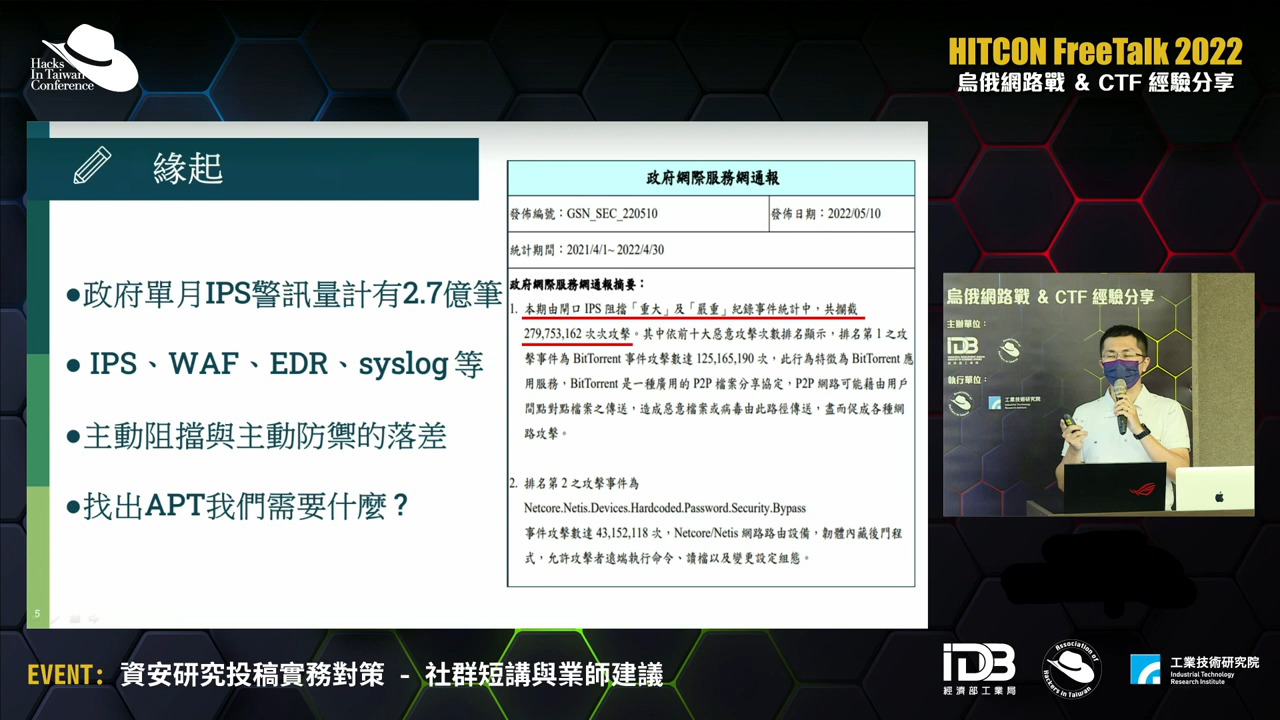 Hacks
In Taiwan
Conference
HITCON FreeTalk 2022
烏俄網路戰 & CTF 經驗分享
緣起
●政府單月IPS警訊量計有2.7億筆
● IPS、WAF、EDR、syslog 等
●主動阻擋與主動防禦的落差
●找出APT我們需要什麼?
5
政府網際服務網通報
發佈編號:GSN_SEC_220510
發佈日期:2022/05/10
統計期間:2021/4/1~ 2022/4/30
政府網際服務網通報摘要:
1. 本期由閘口 IPS 阻擋「重大」及「嚴重」紀錄事件統計中,共攔截
279,753,162 次次攻擊。其中依前十大惡意攻擊次數排名顯示,排名第 1 之攻
擊事件為 BitTorrent 事件攻擊數達 125,165,190 次,此行為特徵為 BitTorrent 應
用服務,BitTorrent 是一種廣用的 P2P 檔案分享協定,P2P 網路可能藉由用戶
間點對點檔案之傳送,造成惡意檔案或病毒由此路徑傳送,盡而促成各種網
路攻擊。
2. 排名第 2 之攻擊事件為
Netcore.Netis.Devices.Hardcoded.Password.Security.Bypass
事件攻擊數達 43,152,118 次,Netcore/Netis 網路路由設備,韌體內藏後門程
式,允許攻擊者遠端執行命令、讀檔以及變更設定組態。
烏俄網路戰 & CTF 經驗分享
主辦單位:
IDB
執行單位:
工業技術研究院
EVENT: 資安研究投稿實務對策 - 社群短講與業師建議
IDB
經濟部工業局
Association of
Hackers in Taiwan
工業技術研究院
Industrial Technology
Research Institute